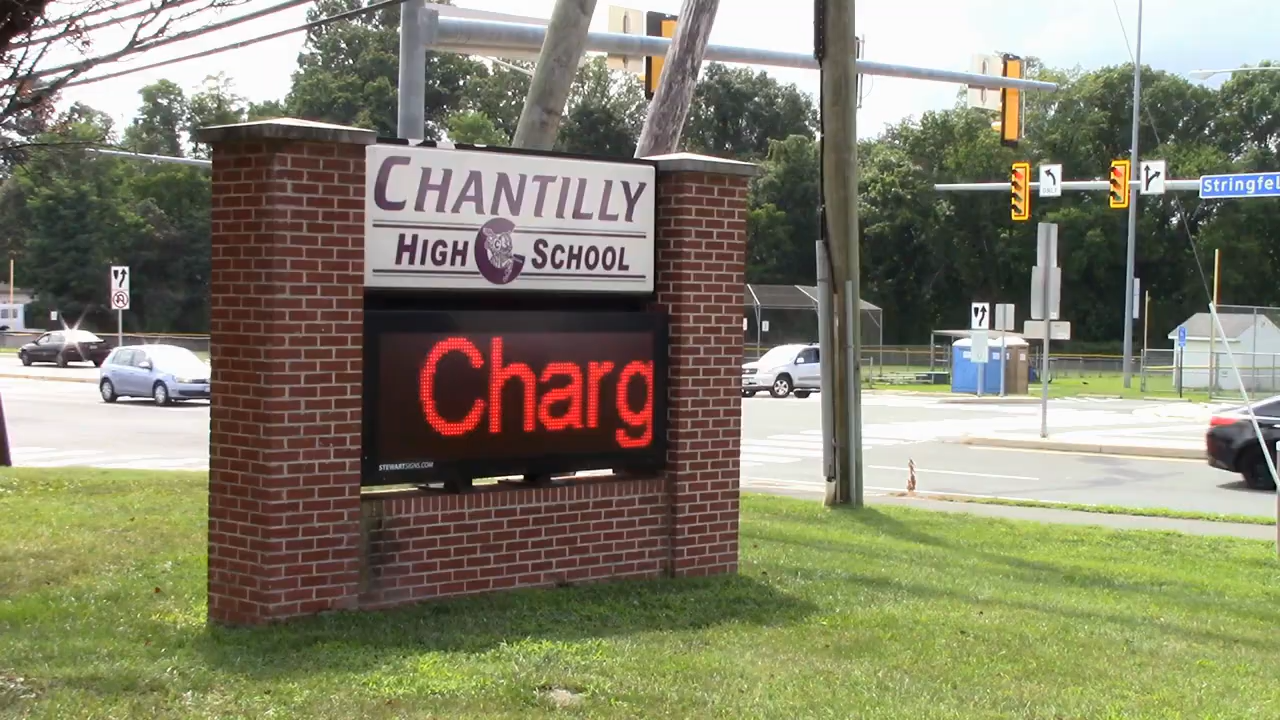 CHANTILLY
HIGH SCHOOL
Charg
STEWARTSIGNS.COM
ONLY
Stringfel